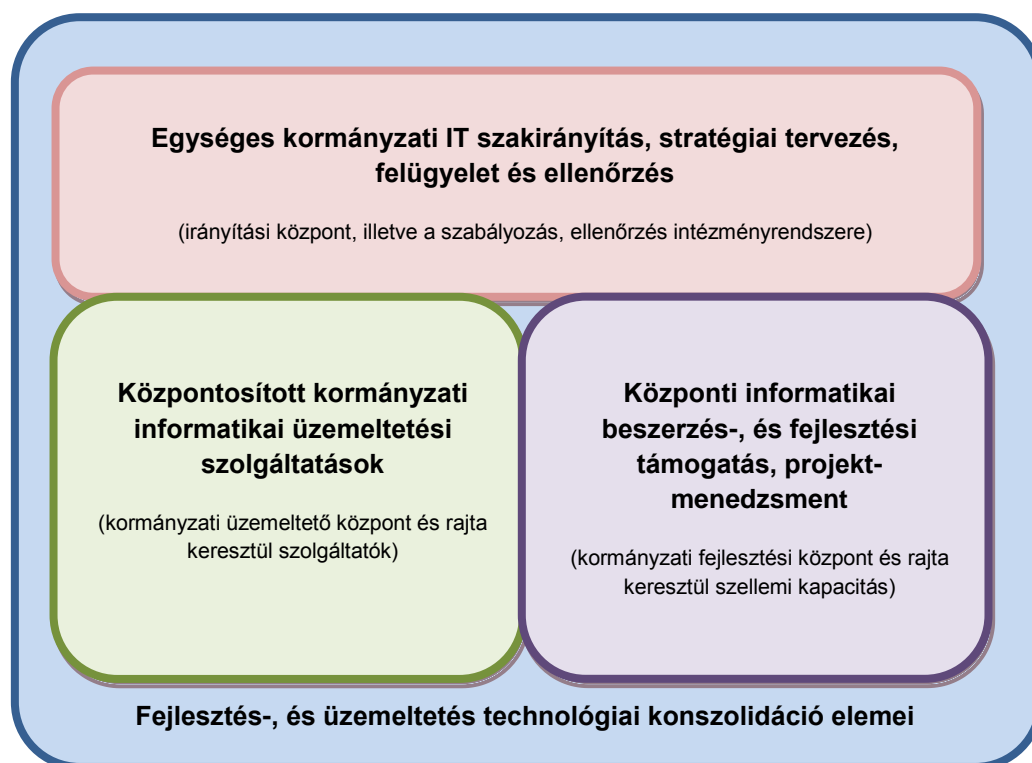 Egységes kormányzati IT szakirányítás, stratégiai tervezés,
felügyelet és ellenőrzés
(irányítási központ, illetve a szabályozás, ellenőrzés intézményrendszere)
Központosított kormányzati
informatikai üzemeltetési
szolgáltatások
(kormányzati üzemeltető központ és rajta
keresztül szolgáltatók)
Központi informatikai
beszerzés-, és fejlesztési
támogatás, projekt-
menedzsment
(kormányzati fejlesztési központ és rajta
keresztül szellemi kapacitás)
Fejlesztés-, és üzemeltetés technológiai konszolidáció elemei